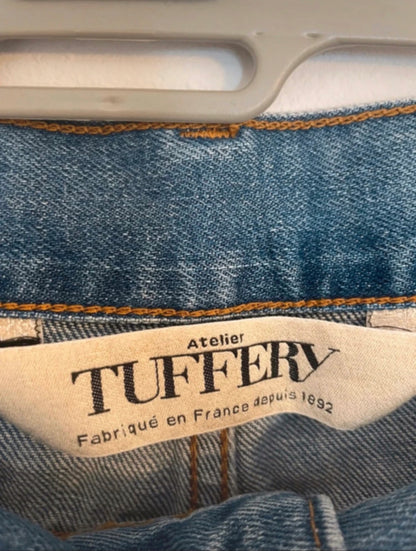 Atelier
TUFFERY
Fabriqué en France depuis 1892